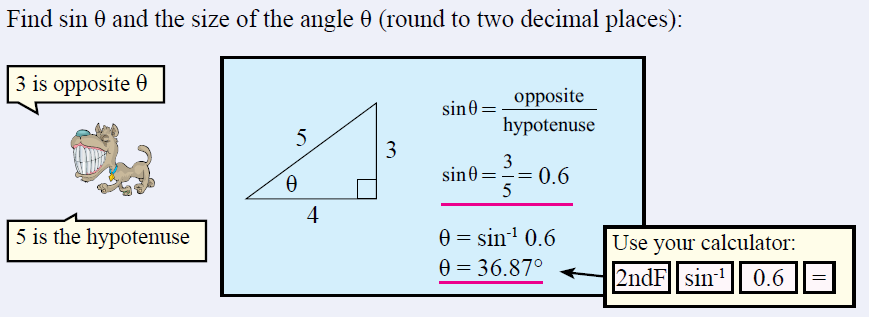 Find sin θ and the size of the angle θ (round to two decimal places):
3 is opposite θ
5 is the hypotenuse
5
3
θ
4
sinθ = opposite / hypotenuse
sinθ = 3/5 = 0.6
θ = sin⁻¹ 0.6
θ = 36.87°
Use your calculator:
2ndF sin⁻¹ 0.6 =